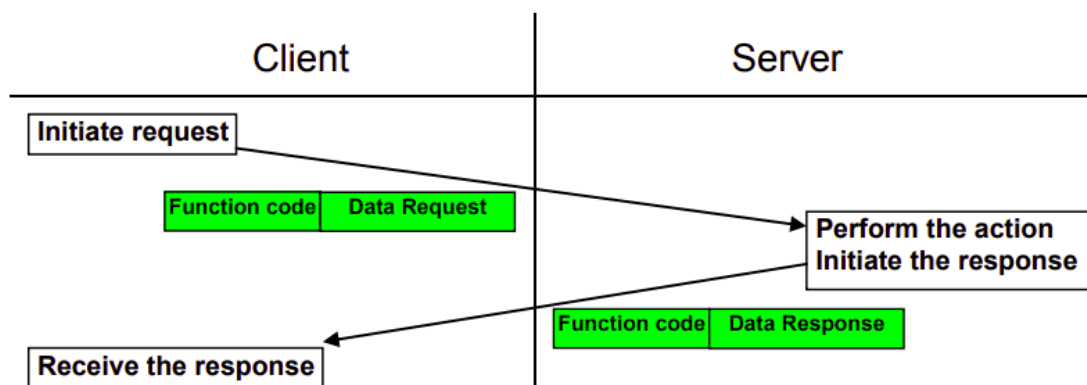 Client
Server
Initiate request
Function code
Data Request
Perform the action
Initiate the response
Function code
Data Response
Receive the response